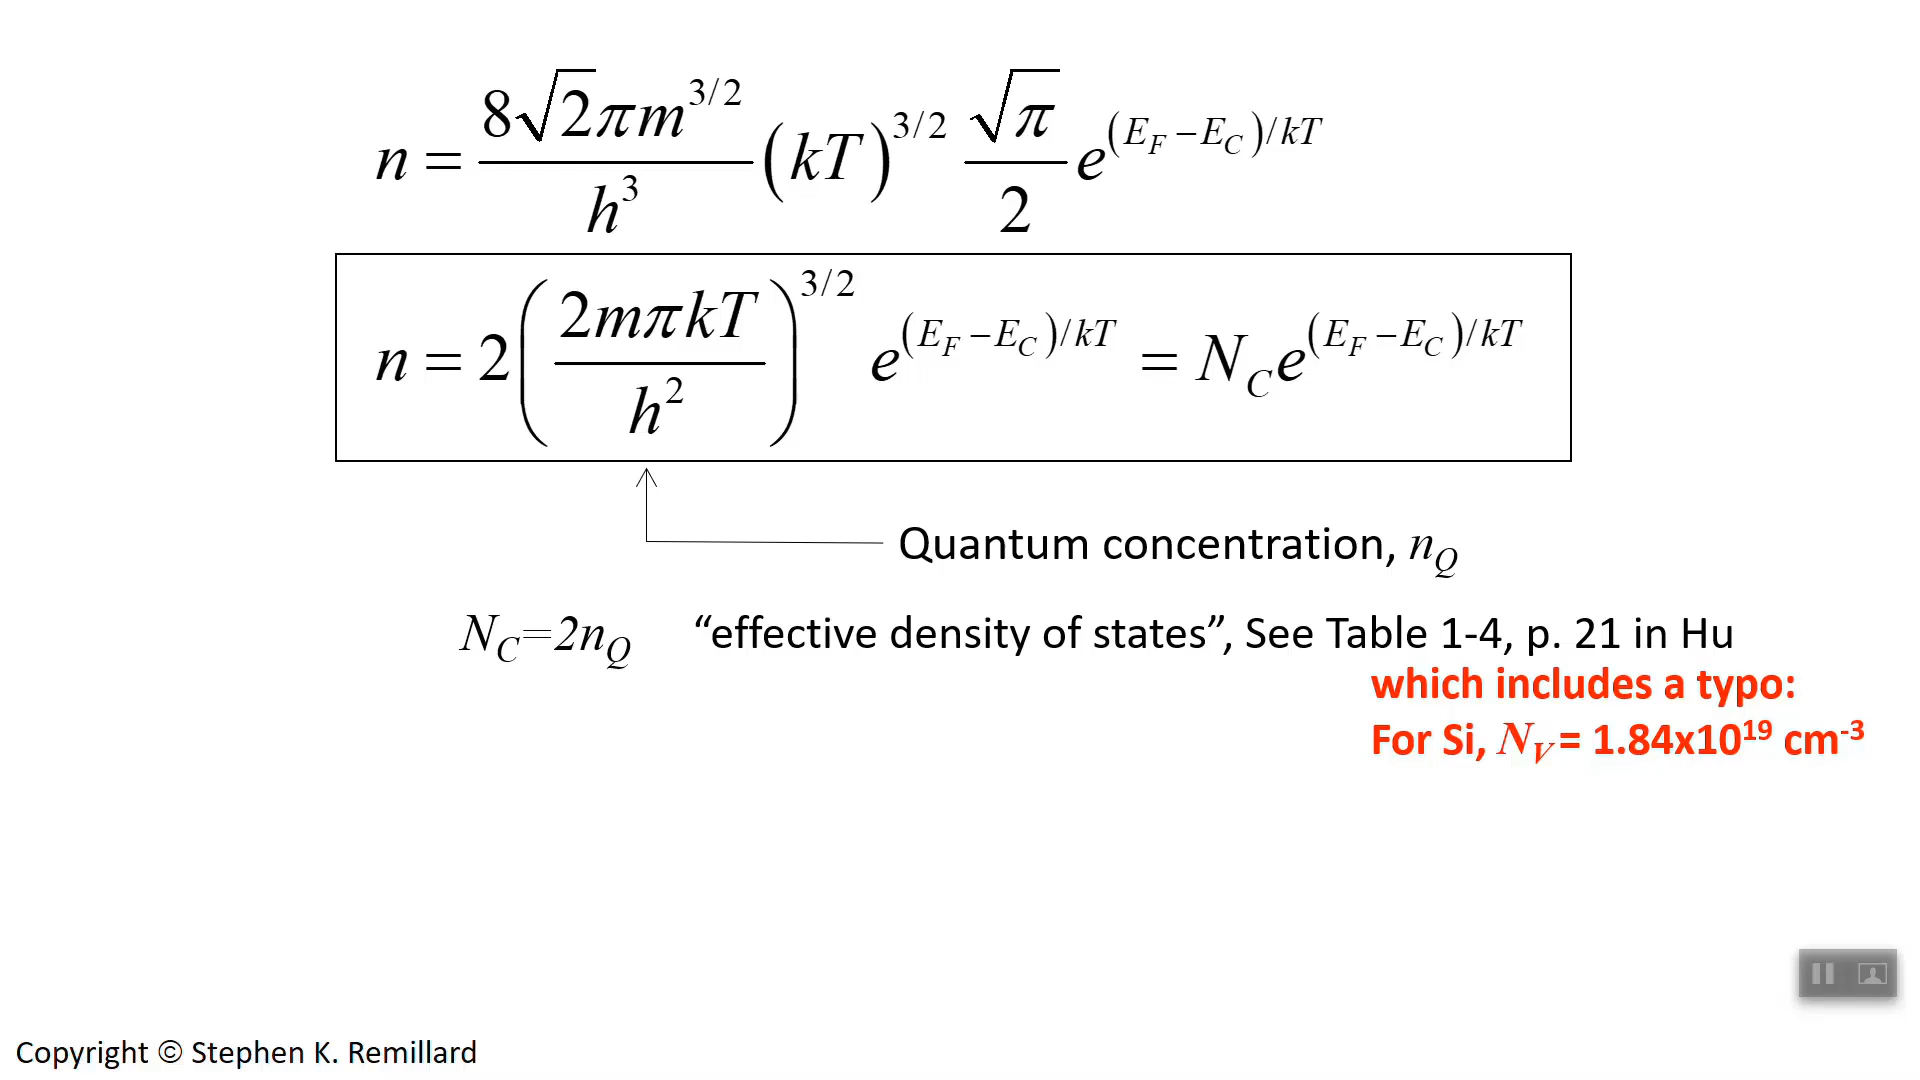 n = 8√2πm^{3/2}/h^3 (kT)^{3/2} √π/2 e^{(E_F−E_C)/kT}
n = 2(2mπkT/h^2)^{3/2} e^{(E_F−E_C)/kT} = N_C e^{(E_F−E_C)/kT}
Quantum concentration, n_Q
N_C=2n_Q “effective density of states”, See Table 1-4, p. 21 in Hu
which includes a typo:
For Si, N_V = 1.84x10^{19} cm^{-3}
Copyright © Stephen K. Remillard